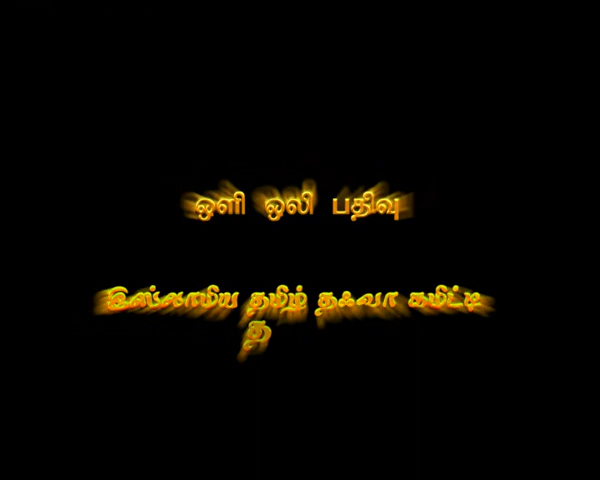 ஒளி ஒலி பதிவு
இஸ்லாமிய தமிழ் தஃவா கமிட்டி